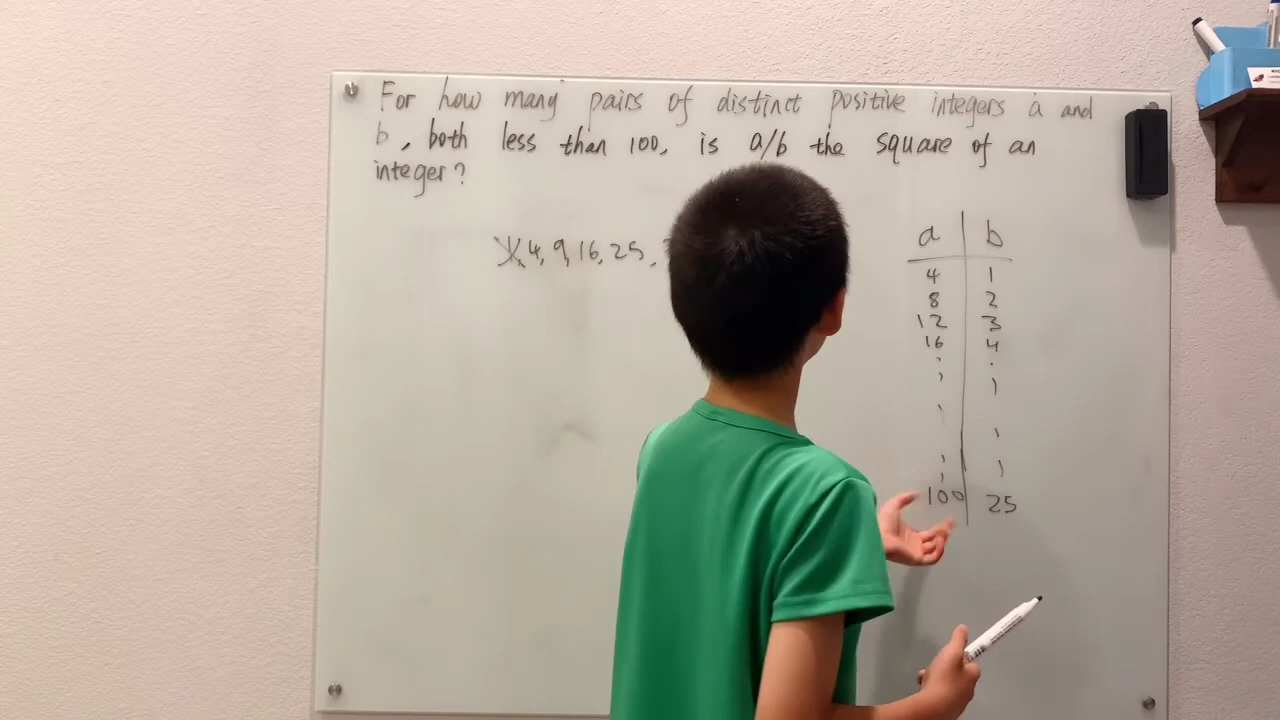 For how many pairs of distinct positive integers a and
b, both less than 100, is a/b the square of an
integer?
1, 4, 9, 16, 25,
a b
4 1
8 2
12 3
16 4
100 25